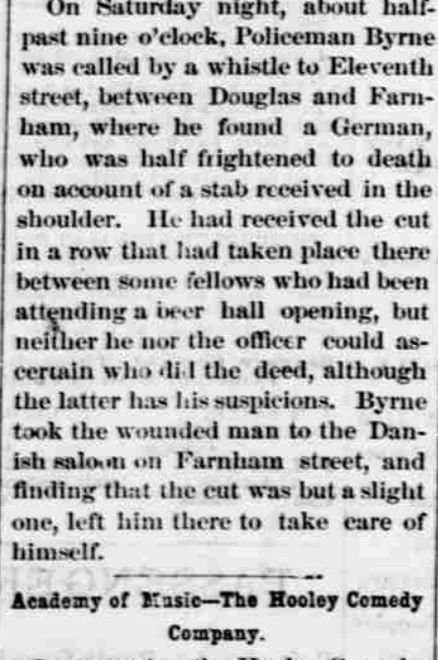 On Saturday night, about half-
past nine o'clock, Policeman Byrne
was called by a whistle to Eleventh
street, between Douglas and Farn-
ham, where he found a German,
who was half frightened to death
on account of a stab received in the
shoulder. He had received the cut
in a row that had taken place there
between some fellows who had been
attending a beer hall opening, but
neither he nor the officer could as-
certain who did the deed, although
the latter has his suspicions. Byrne
took the wounded man to the Dan-
ish saloon on Farnham street, and
finding that the cut was but a slight
one, left him there to take care of
himself.
Academy of Music—The Hooley Comedy
Company.